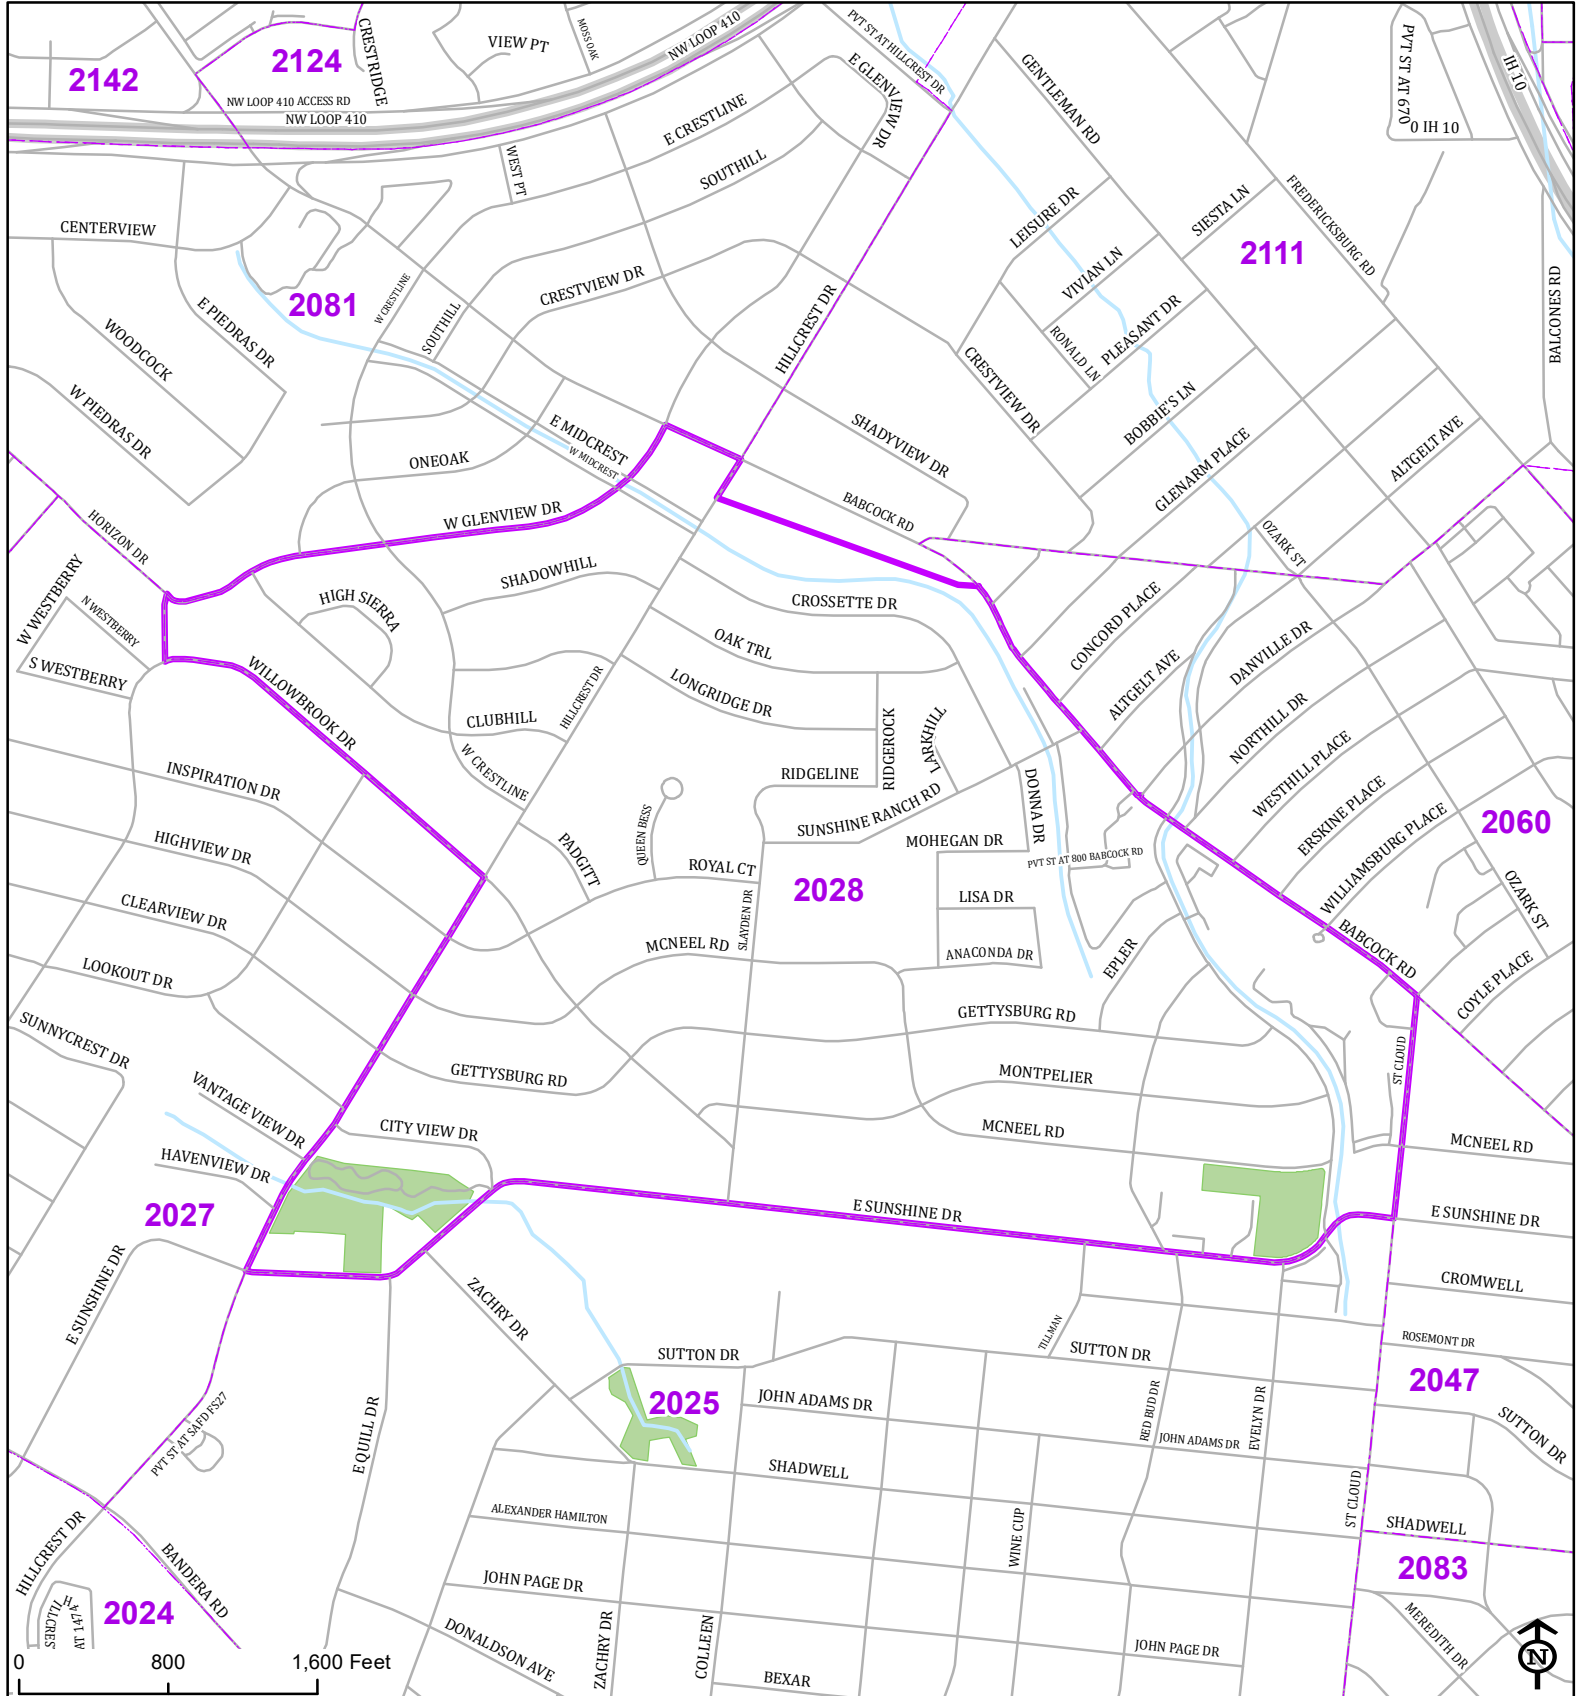 2142
2124
CRESTRIDGE
VIEW PT
MOSS OAK
NW LOOP 410
NW LOOP 410 ACCESS RD
NW LOOP 410
PVT ST AT HILLCREST DR
E GLENVIEW DR
GENTLEMAN RD
PVT ST AT 6700 IH 10
IH 10
E CRESTLINE
SOUTHILL
WEST PT
CENTERVIEW
LEISURE DR
SIESTA LN
FREDERICKSBURG RD
2111
VIVIAN LN
CRESTVIEW DR
W CRESTLINE
2081
SOUTHILL
E PIEDRAS DR
WOODCOCK
HILLCREST DR
PLEASANT DR
RONALD LN
BALCONES RD
CRESTVIEW DR
W PIEDRAS DR
BOBBIE'S LN
SHADYVIEW DR
E MIDCREST
W MIDCREST
ONEOAK
GLENARM PLACE
ALTGELT AVE
BABCOCK RD
W GLENVIEW DR
HORIZON DR
OZARK ST
SHADOWHILL
W WESTBERRY
N WESTBERRY
HIGH SIERRA
CROSSETTE DR
CONCORD PLACE
OAK TRL
DANVILLE DR
S WESTBERRY
WILLOWBROOK DR
LONGRIDGE DR
HILLCREST DR
ALTGELT AVE
CLUBHILL
NORTHILL DR
RIDGEROCK
LARKHILL
W CRESTLINE
WESTHILL PLACE
INSPIRATION DR
RIDGELINE
DONNA DR
SUNSHINE RANCH RD
ERSKINE PLACE
2060
WILLIAMSBURG PLACE
QUEEN BESS
MOHEGAN DR
HIGHVIEW DR
PADGITT
ROYAL CT
PVT ST AT 800 BABCOCK RD
2028
LISA DR
OZARK ST
CLEARVIEW DR
SLAYDEN DR
MCNEEL RD
ANACONDA DR
EPLER
BABCOCK RD
LOOKOUT DR
COYLE PLACE
GETTYSBURG RD
SUNNYCREST DR
ST CLOUD
GETTYSBURG RD
MONTPELIER
VANTAGE VIEW DR
CITY VIEW DR
MCNEEL RD
MCNEEL RD
HAVENVIEW DR
2027
E SUNSHINE DR
E SUNSHINE DR
E SUNSHINE DR
CROMWELL
ZACHRY DR
TILLMAN
ROSEMONT DR
SUTTON DR
SUTTON DR
2047
2025
JOHN ADAMS DR
RED BUD DR
EVELYN DR
SUTTON DR
PVT ST AT SAFD FS27
E QUILL DR
JOHN ADAMS DR
SHADWELL
ST CLOUD
ALEXANDER HAMILTON
WINE CUP
SHADWELL
HILLCREST DR
BANDERA RD
2083
JOHN PAGE DR
2024
MEREDITH DR
HILLCREST
AT 1474
ZACHRY DR
COLLEEN
DONALDSON AVE
JOHN PAGE DR
BEXAR
N
0 800 1,600 Feet